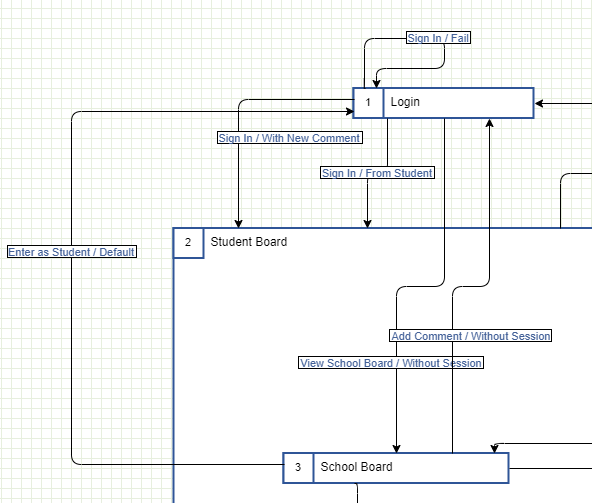 Sign In / Fail
1 Login
Sign In / With New Comment
Sign In / From Student
2 Student Board
Enter as Student / Default
Add Comment / Without Session
View School Board / Without Session
3 School Board